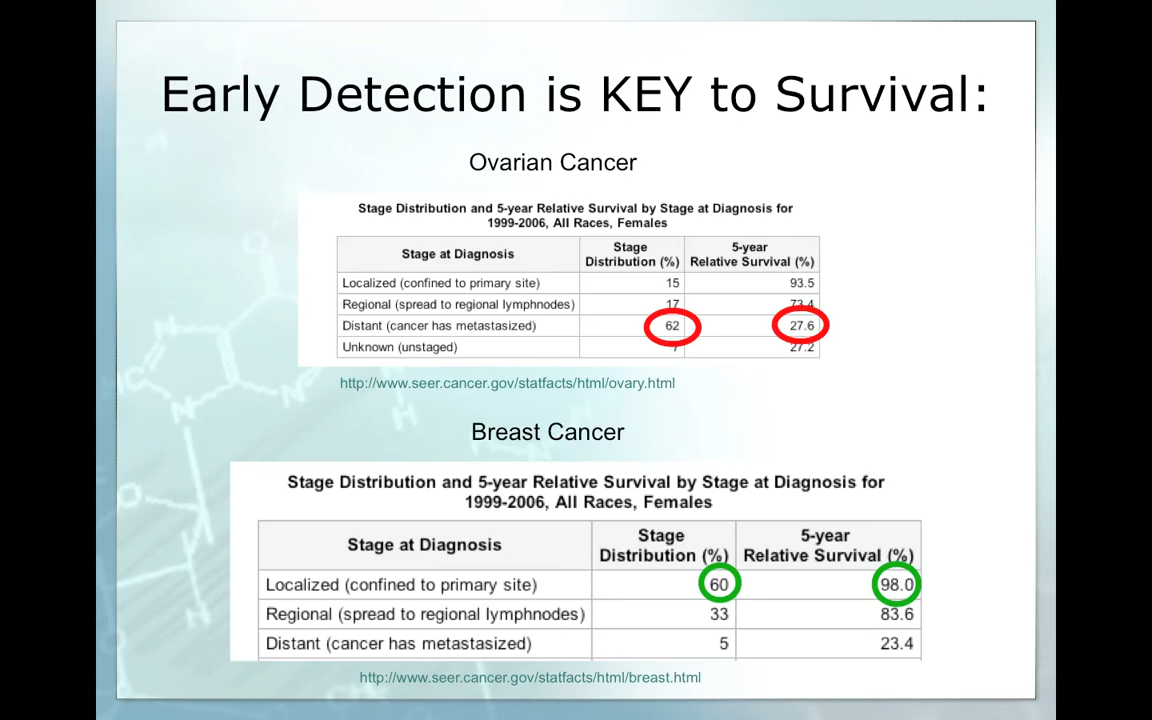 Early Detection is KEY to Survival:
Ovarian Cancer
Stage Distribution and 5-year Relative Survival by Stage at Diagnosis for
1999-2006, All Races, Females
Stage at Diagnosis Stage Distribution (%) 5-year Relative Survival (%)
Localized (confined to primary site) 15 93.5
Regional (spread to regional lymphnodes) 17 73.4
Distant (cancer has metastasized) 62 27.6
Unknown (unstaged) 7 27.2
http://www.seer.cancer.gov/statfacts/html/ovary.html
Breast Cancer
Stage Distribution and 5-year Relative Survival by Stage at Diagnosis for
1999-2006, All Races, Females
Stage at Diagnosis Stage Distribution (%) 5-year Relative Survival (%)
Localized (confined to primary site) 60 98.0
Regional (spread to regional lymphnodes) 33 83.6
Distant (cancer has metastasized) 5 23.4
http://www.seer.cancer.gov/statfacts/html/breast.html